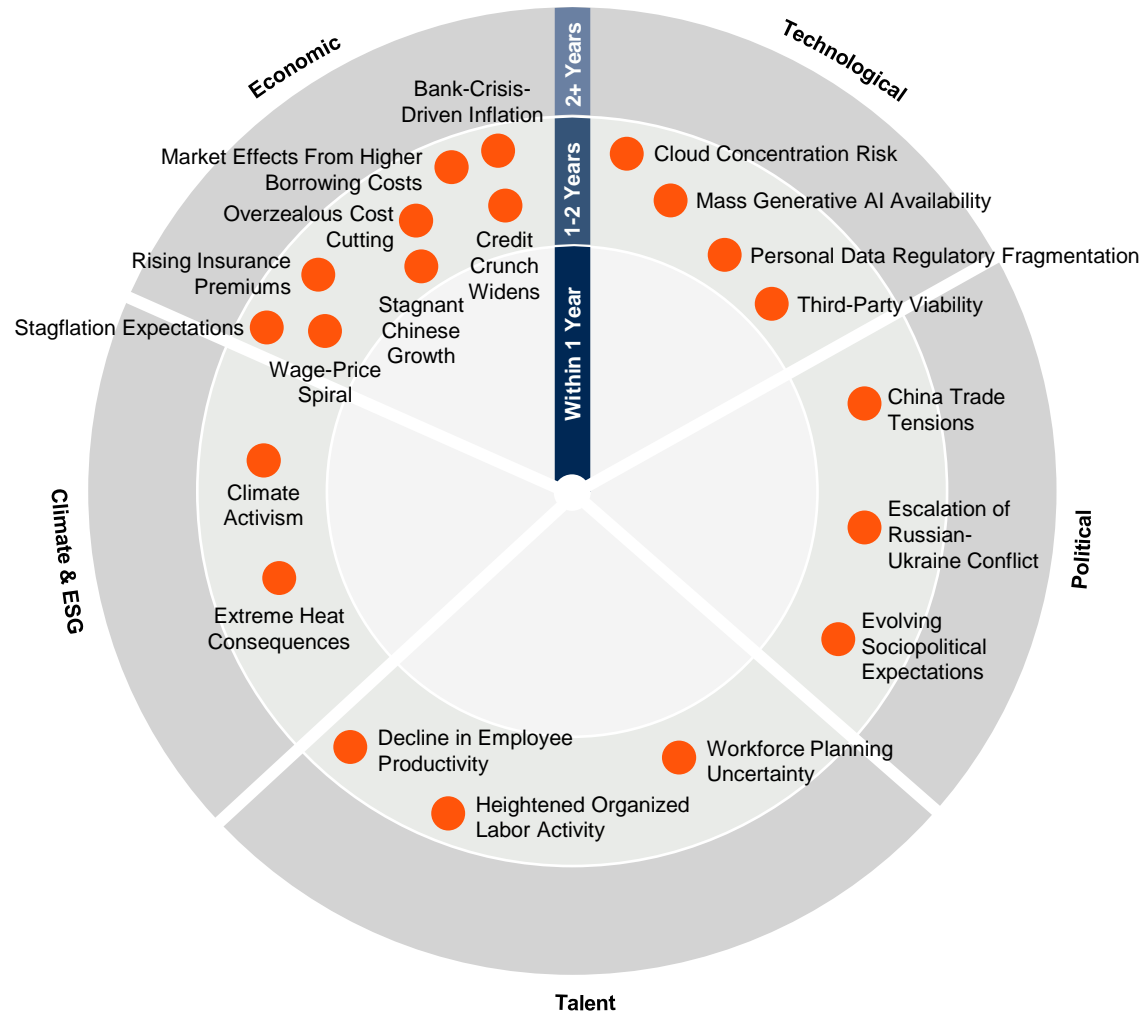 Economic
Technological
2+ Years
1-2 Years
Within 1 Year
Bank-Crisis-
Driven Inflation
Market Effects From Higher
Borrowing Costs
Overzealous Cost
Cutting
Credit
Crunch
Widens
Rising Insurance
Premiums
Stagnant
Chinese
Growth
Stagflation Expectations
Wage-Price
Spiral
Cloud Concentration Risk
Mass Generative AI Availability
Personal Data Regulatory Fragmentation
Third-Party Viability
China Trade
Tensions
Escalation of
Russian-
Ukraine Conflict
Evolving
Sociopolitical
Expectations
Political
Climate & ESG
Climate
Activism
Extreme Heat
Consequences
Decline in Employee
Productivity
Heightened Organized
Labor Activity
Workforce Planning
Uncertainty
Talent